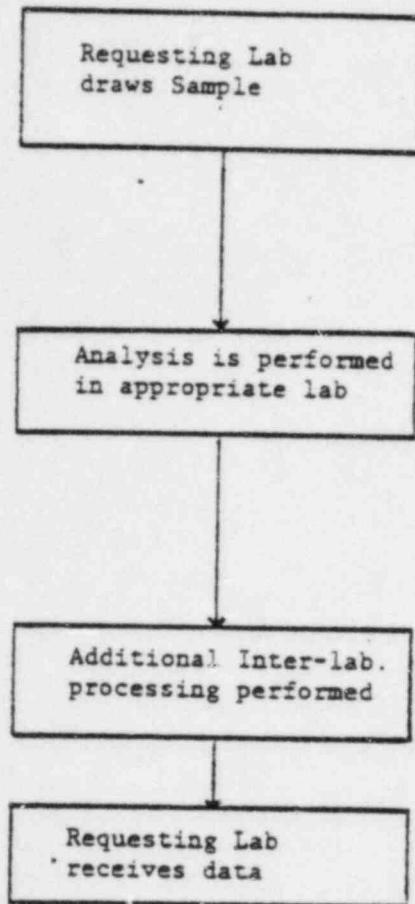 Requesting Lab
draws Sample
Analysis is performed
in appropriate lab
Additional Inter-lab.
processing performed
Requesting Lab
receives data